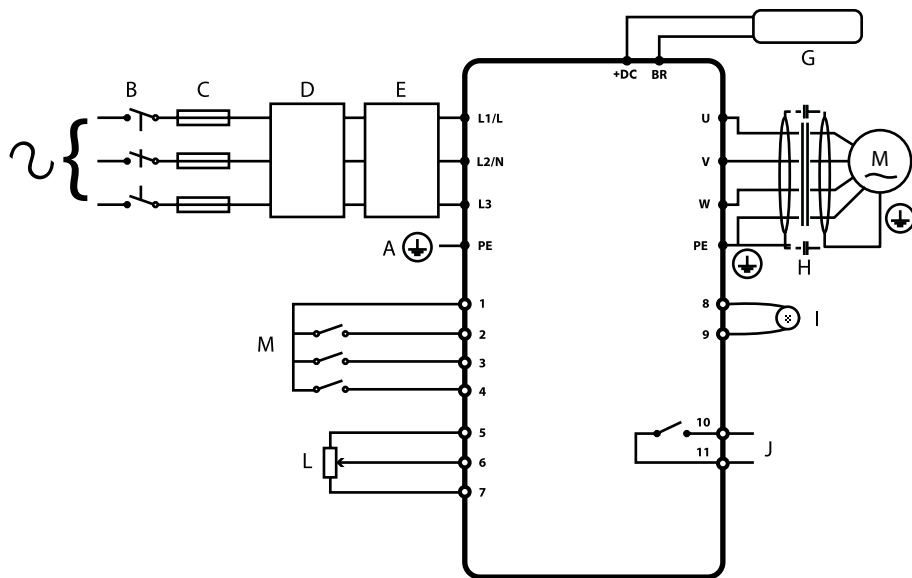 G
+DC BR
B C D E
L1/L U
L2/N V M
L3 W
A PE PE
H
1 8
I
2 9
M
3
4
5 10
J
L 6 11
7